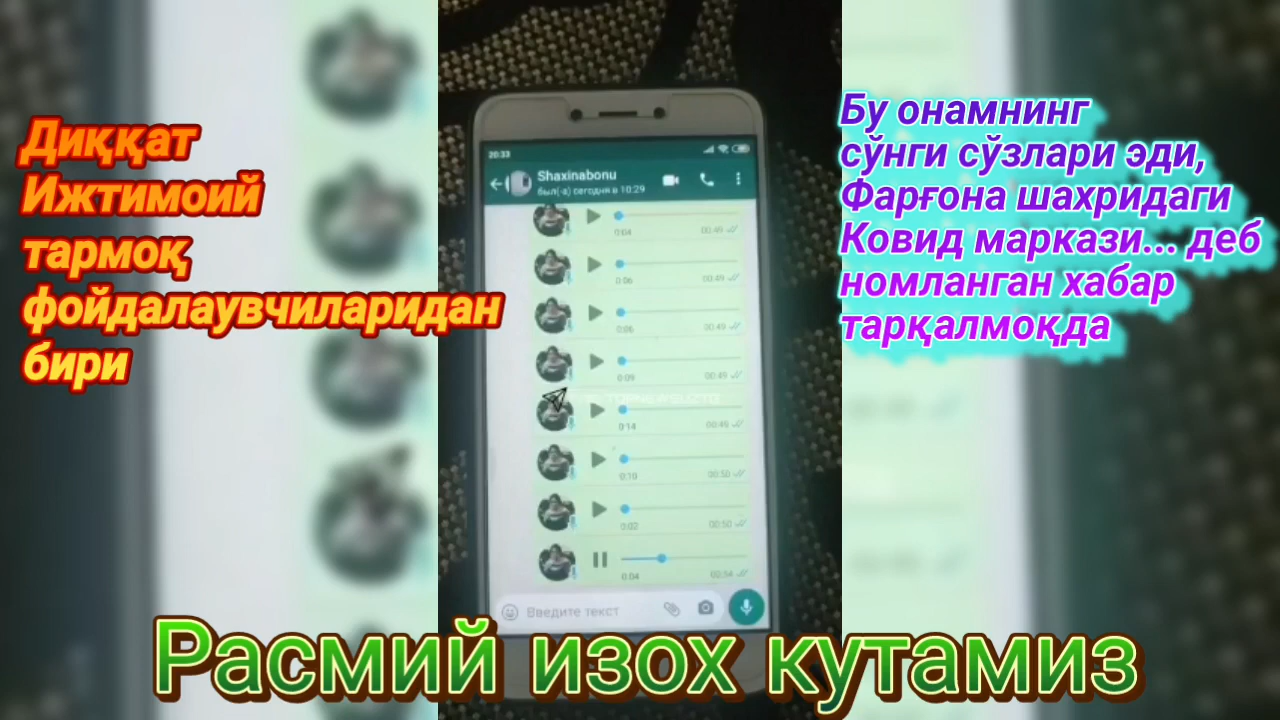 Диққат
Ижтимоий
тармоқ
фойдалаувчиларидан
бири
Бу онамнинг
сўнги сўзлари эди,
Фарғона шахридаги
Ковид маркази... деб
номланган хабар
тарқалмоқда
20:33
Shaxinabonu
был(-а) сегодня в 10:29
0:04 00:49
0:06 00:49
0:06 00:49
0:09 00:49
0:14 00:49
0:10 00:50
0:02 00:50
0:04 02:54
Введите текст
Расмий изох кутамиз